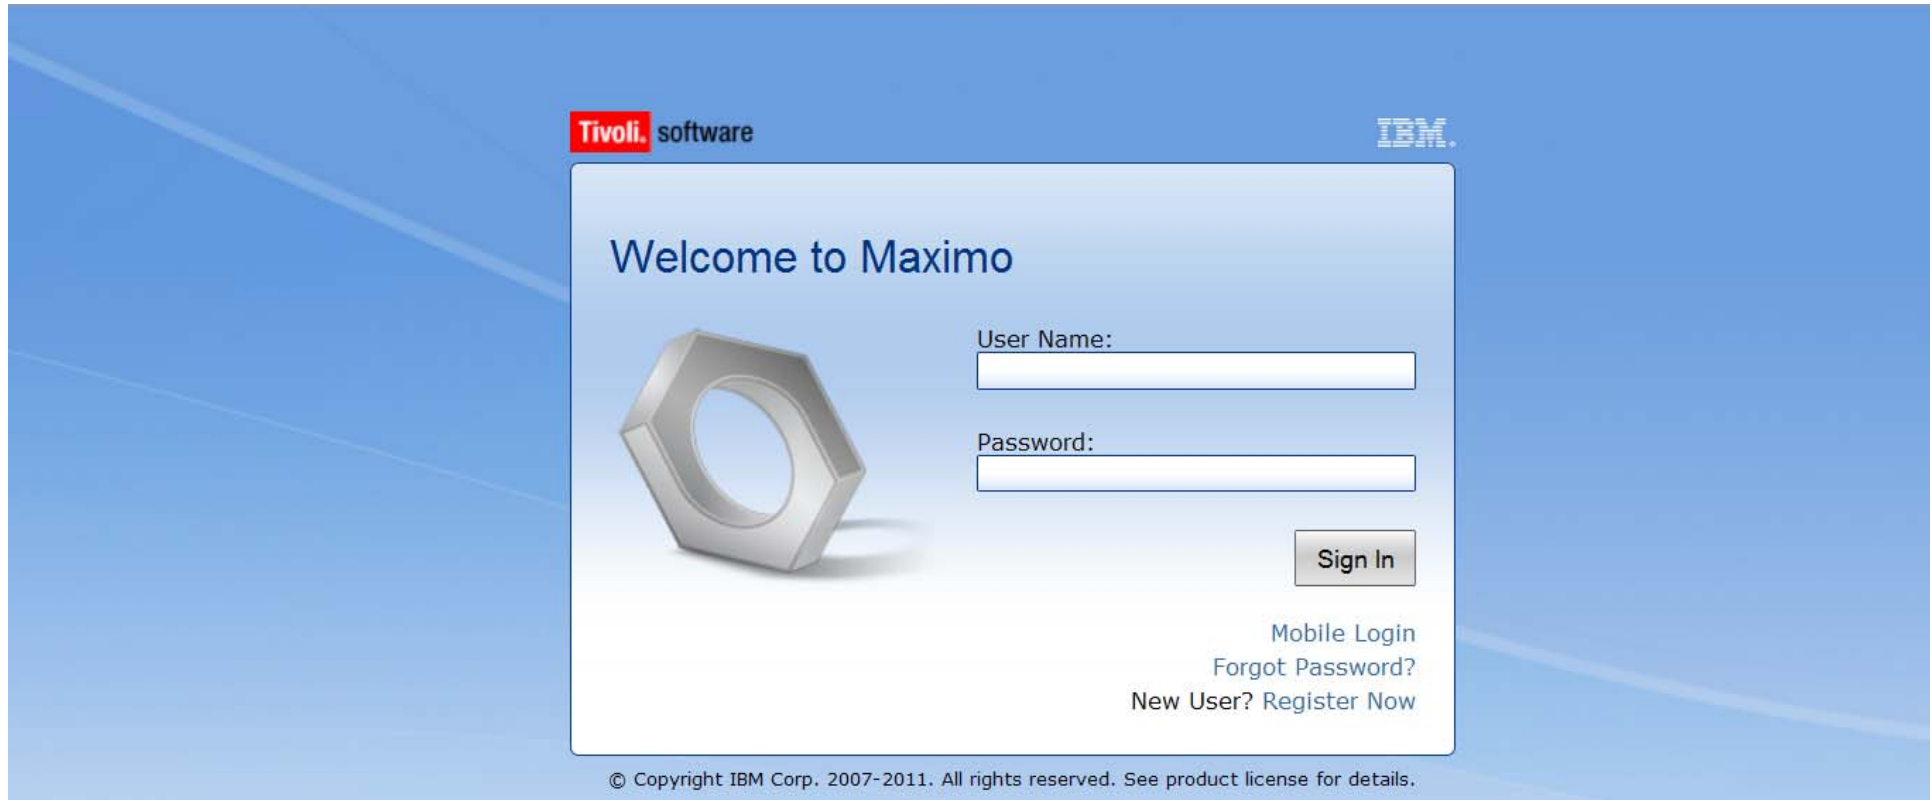 Tivoli. software
IBM.
Welcome to Maximo
User Name:
Password:
Sign In
Mobile Login
Forgot Password?
New User? Register Now
© Copyright IBM Corp. 2007-2011. All rights reserved. See product license for details.